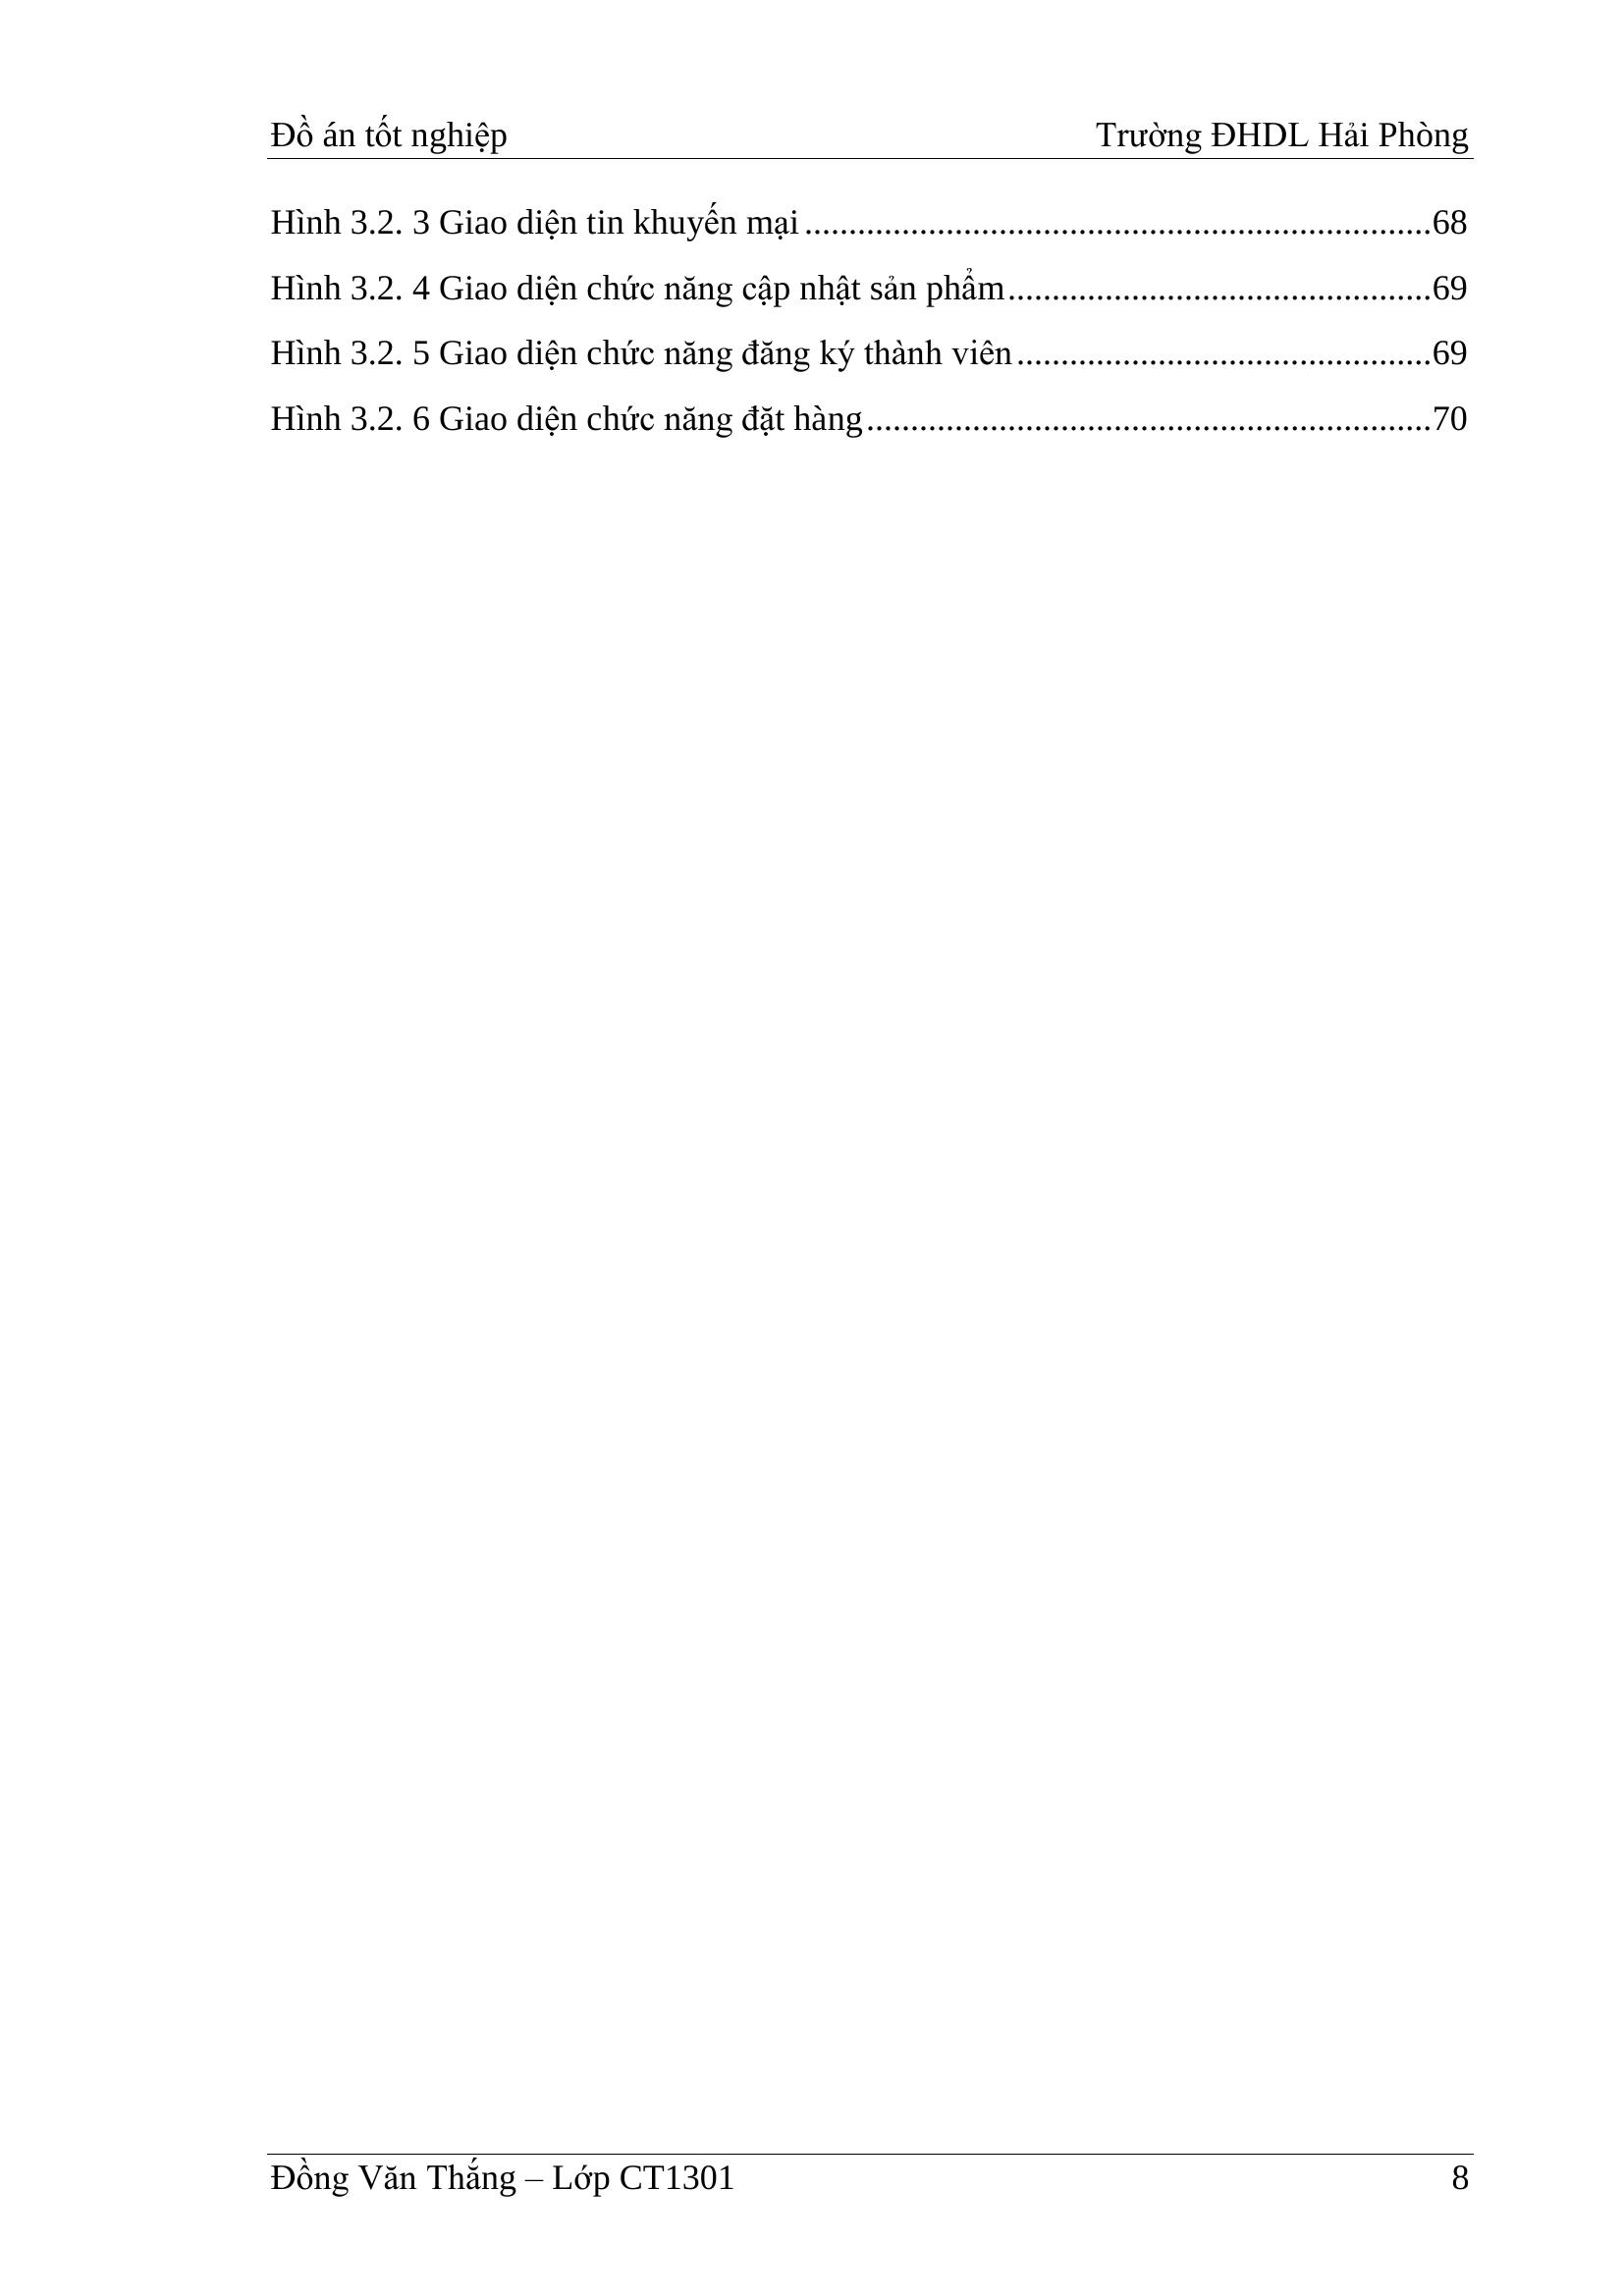 Đồ án tốt nghiệp Trường ĐHDL Hải Phòng
Hình 3.2. 3 Giao diện tin khuyến mại.......................................................................68
Hình 3.2. 4 Giao diện chức năng cập nhật sản phẩm................................................69
Hình 3.2. 5 Giao diện chức năng đăng ký thành viên...............................................69
Hình 3.2. 6 Giao diện chức năng đặt hàng................................................................70
Đồng Văn Thắng – Lớp CT1301 8